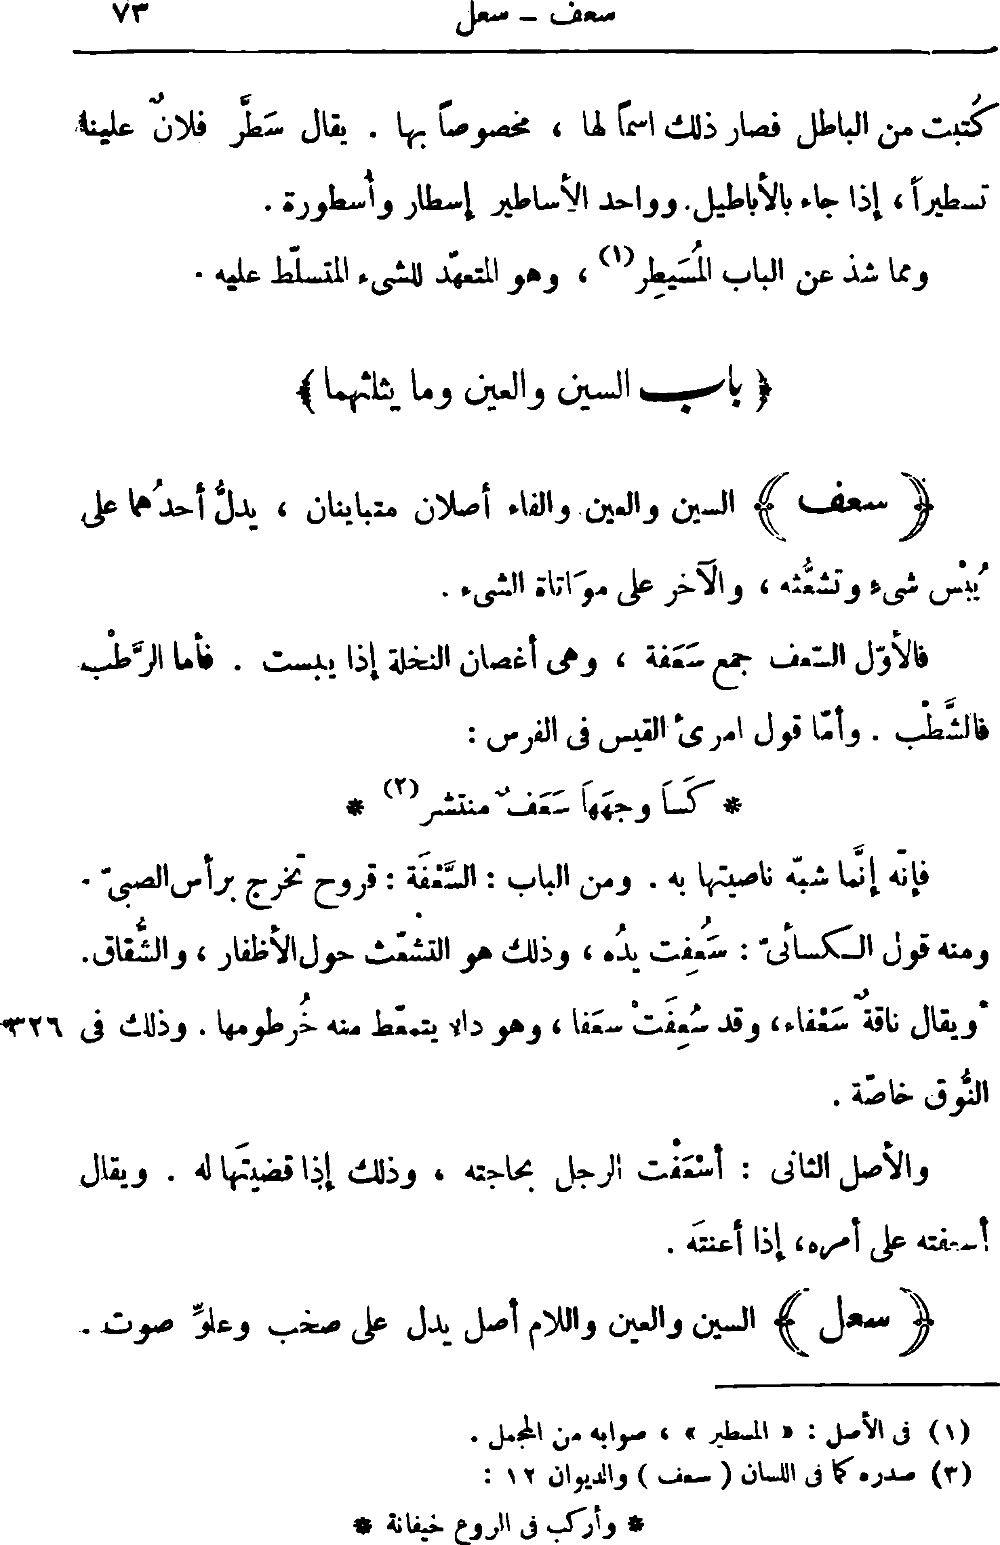 سعف – سعل ٧٣
كُتبت من الباطل فصار ذلك اسماً لها ، مخصوصاً بها . يقال سَطَّر فلانٌ علينا
تسطيراً ، إذا جاء بالأباطيل. وواحد الأساطير إسطار وأُسطورة .
ومما شذ عن الباب المُسَيطِر (١) ، وهو المتعهّد للشىء المتسلّط عليه .
﴿ باب السين والعين وما يثلثهما ﴾
﴿ سعف ﴾ السين والعين والفاء أصلان متباينان ، يدلُّ أحدُهما على
يُبْس شىءٍ وتشعُّثه ، والآخر على موَاتاة الشىء .
فالأوّل السّعف جمع سَعَفة ، وهى أغصان النخلة إذا يبست . فأما الرَّطْب
فالشَّطْب . وأمّا قول امرىء القيس فى الفرس :
* كَسَا وجهَهَا سَعَفٌ منتشر (٢) *
فإنّه إنَّما شبّه ناصيتها به . ومن الباب : السَّعْفَة : قروح تخرج برأس الصبىّ .
ومنه قول الكسائىّ : سَُعِفت يدُه ، وذلك هو التشعّث حول الأظفار ، والشُّقاق.
* ويقال ناقةٌ سَعْفاء، وقد سُعِفَتْ سعَفا ، وهو داء يتمعّط منه خُرطومها . وذلك فى ٣٢٦*
النُّوق خاصّة .
والأصل الثانى : أسْعَفْت الرجل بحاجته ، وذلك إذا قضيتَها له . ويقال
أسعفته على أمره، إذا أعنتَه .
﴿ سعل ﴾ السين والعين واللام أصل يدل على صخب وعلوِّ صوت .
(١) فى الأصل : « المسطير » ، صوابه من المجمل .
(٣) صدره كما فى اللسان ( سعف ) والديوان ١٢ :
* وأركب فى الروع خيفانة *